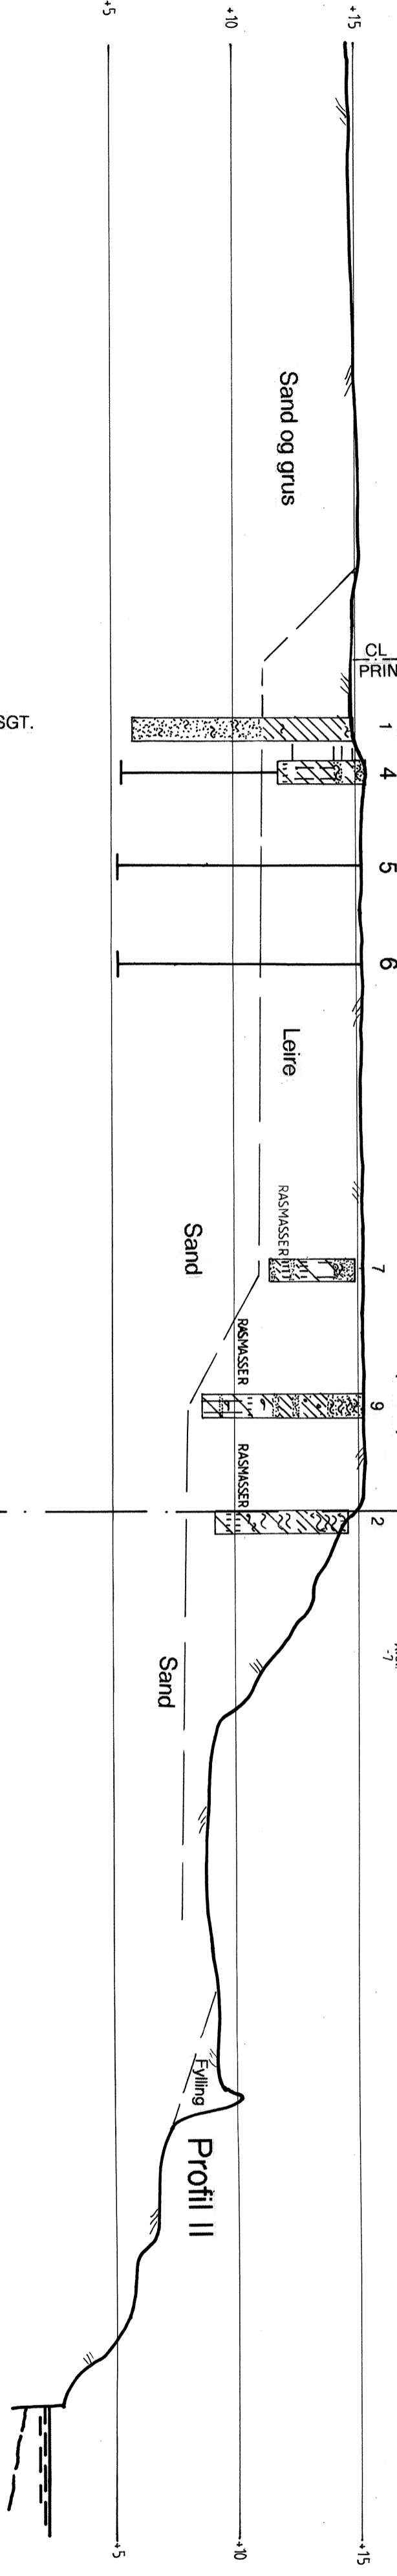 +15
+10
+5
Sand og grus
CL
PRIN
SGT.
1
4
5
6
Leire
RASMASSER
7
Sand
RASMASSER
9
RASMASSER
2
-7
Sand
Fylling
Profil II
+15
+10
+5